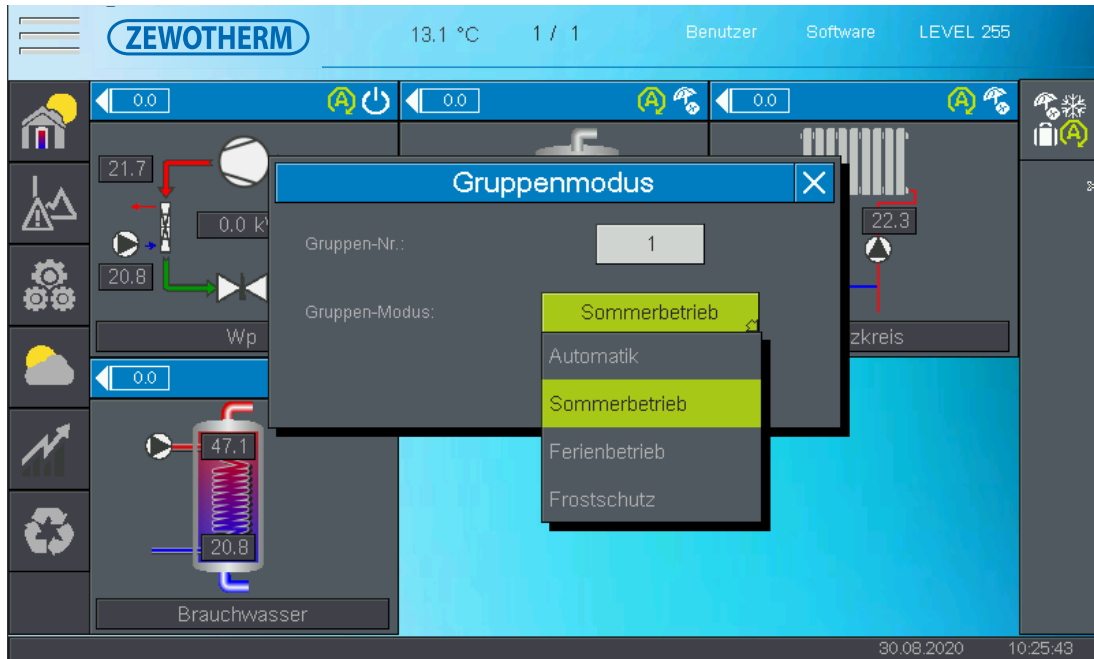 ZEWOTHERM 13.1 °C 1 / 1 Benutzer Software LEVEL 255
0.0 0.0 0.0
21.7
0.0
20.8
Wp
22.3
zkreis
Gruppenmodus
Gruppen-Nr.: 1
Gruppen-Modus: Sommerbetrieb
Automatik
Sommerbetrieb
Ferienbetrieb
Frostschutz
0.0
47.1
20.8
Brauchwasser
30.08.2020 10:25:43